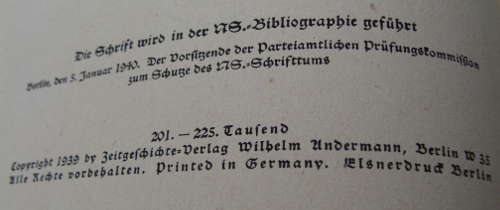 Die Schrift wird in der NS.-Bibliographie geführt
Berlin, den 5. Januar 1940. Der Vorsitzende der Parteiamtlichen Prüfungskommission
zum Schutze des NS.-Schrifttums
201. — 225. Tausend
Copyright 1939 by Zeitgeschichte-Verlag Wilhelm Andermann, Berlin W 35
Alle Rechte vorbehalten. Printed in Germany. Elsnerdruck Berlin